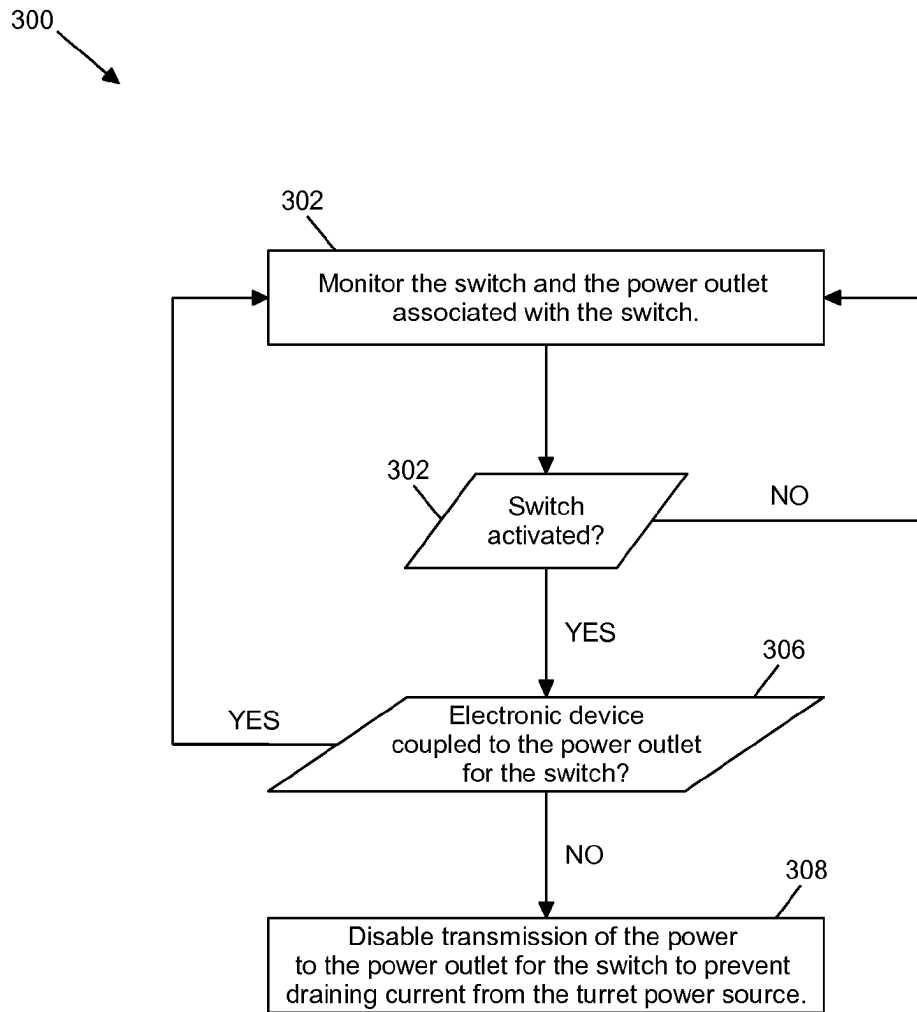 300
302
Monitor the switch and the power outlet
associated with the switch.
302
Switch
activated?
NO
YES
306
Electronic device
coupled to the power outlet
for the switch?
YES
NO
308
Disable transmission of the power
to the power outlet for the switch to prevent
draining current from the turret power source.